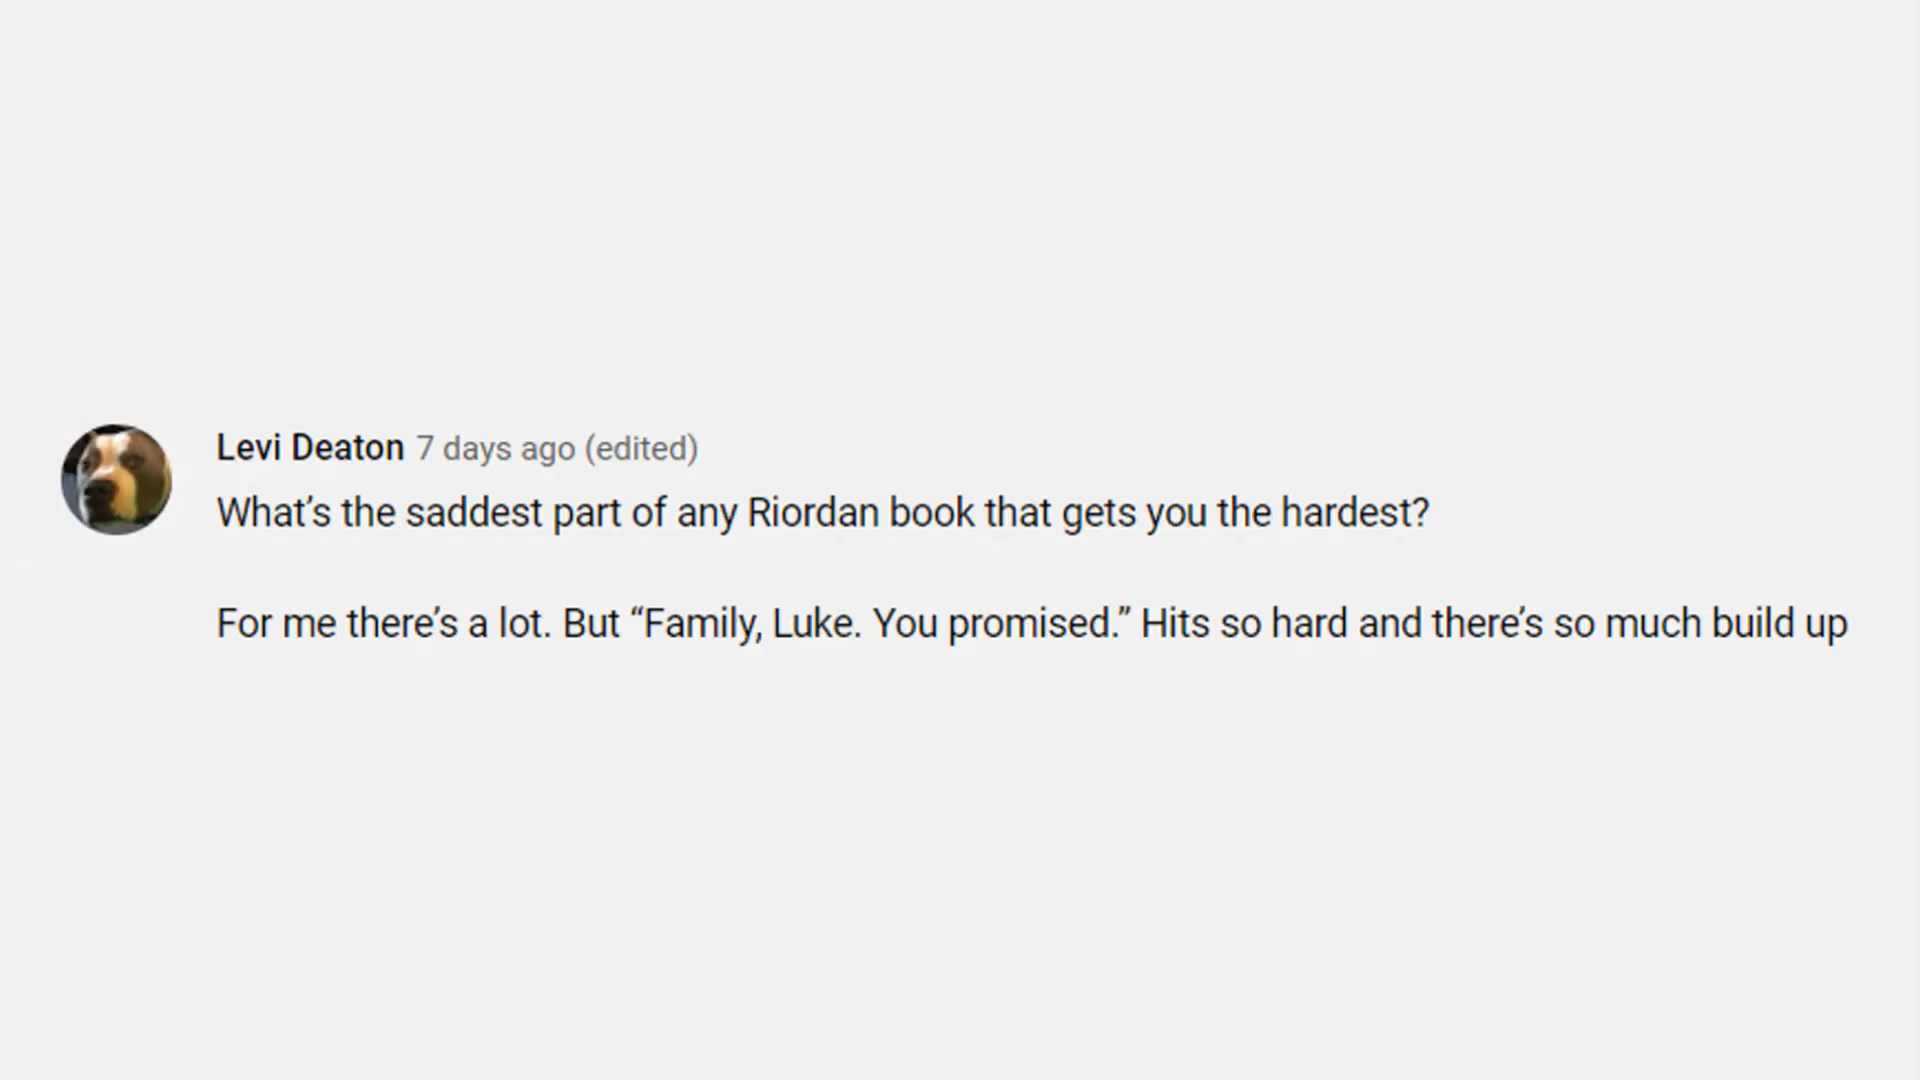 Levi Deaton 7 days ago (edited)
What’s the saddest part of any Riordan book that gets you the hardest?
For me there’s a lot. But “Family, Luke. You promised.” Hits so hard and there’s so much build up